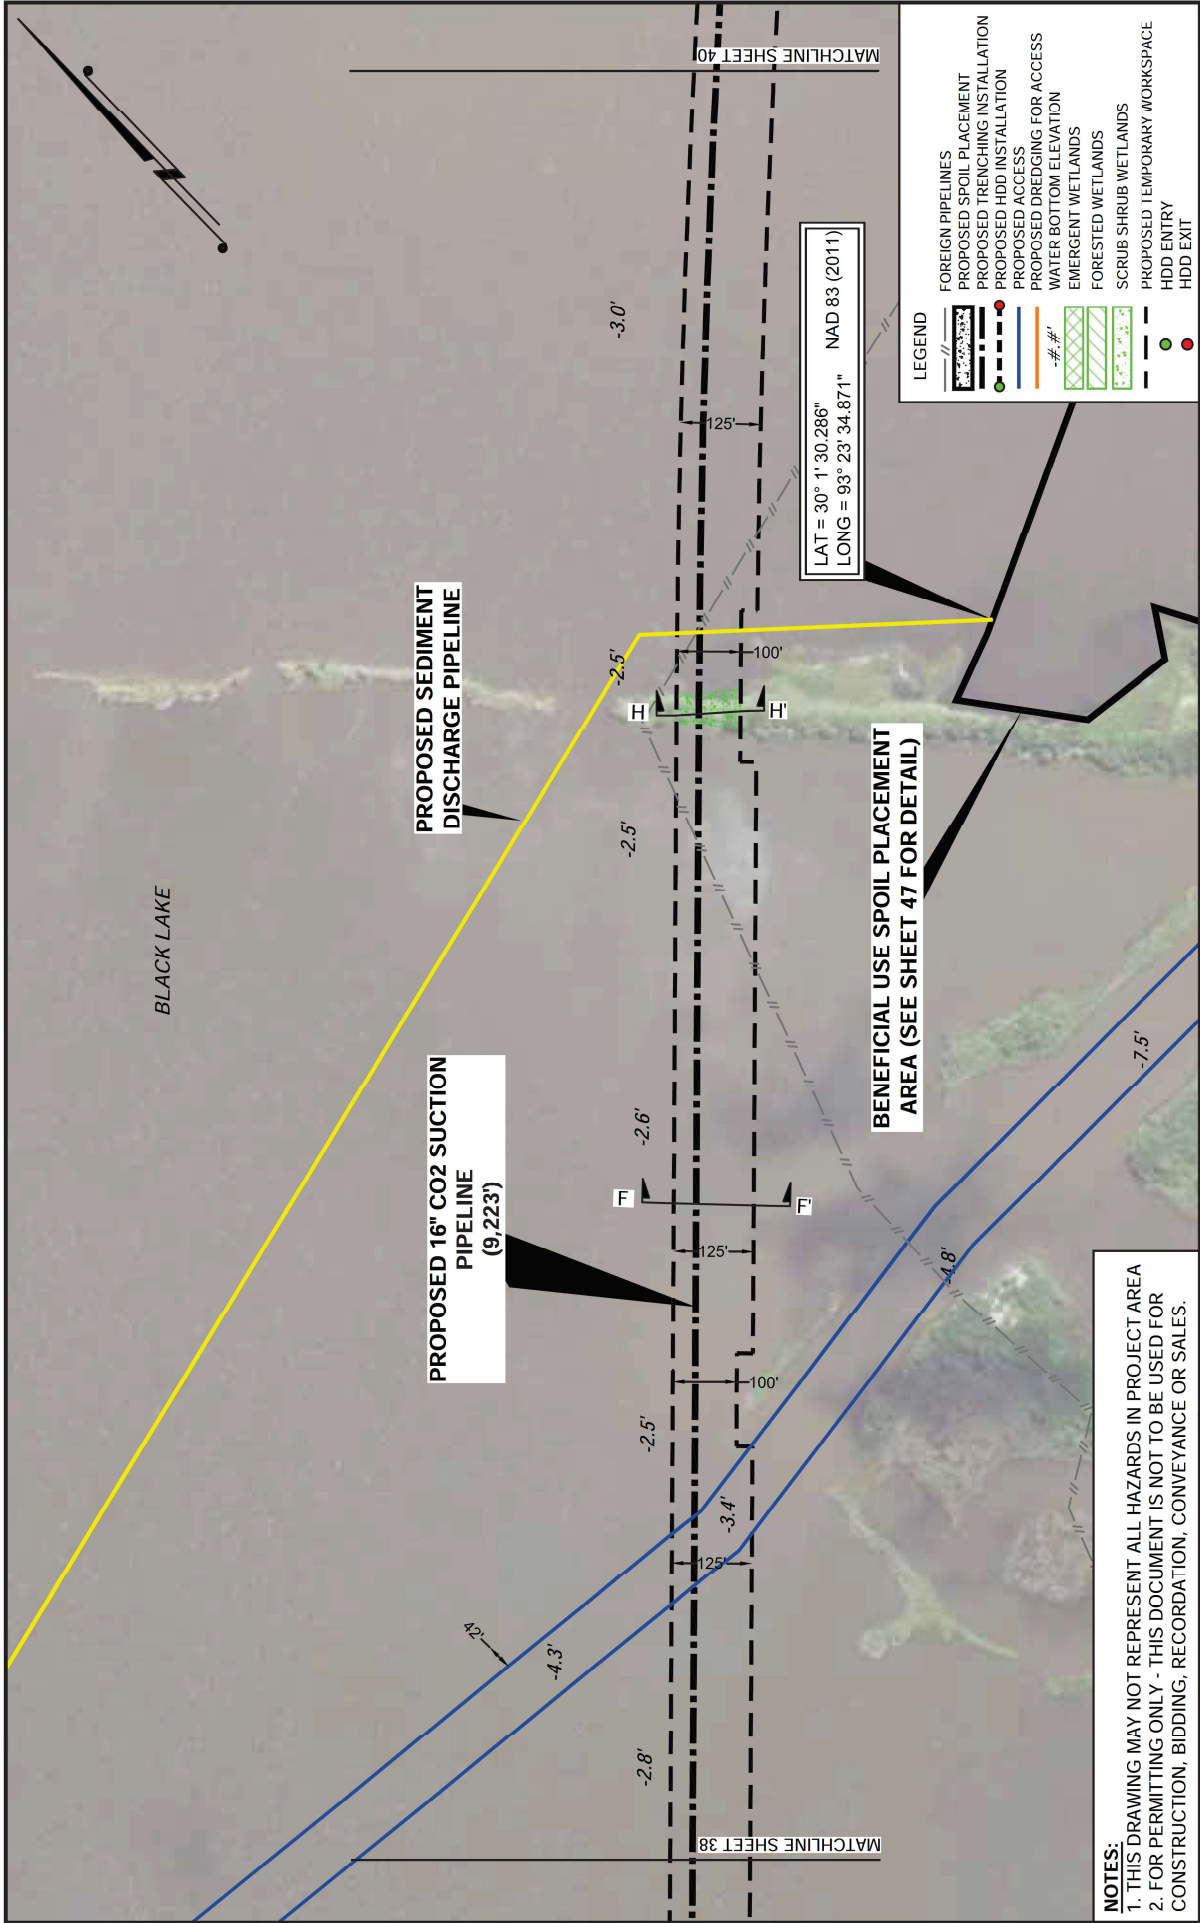 BLACK LAKE
PROPOSED SEDIMENT
DISCHARGE PIPELINE
PROPOSED 16" CO2 SUCTION
PIPELINE
(9,223')
MATCHLINE SHEET 38
MATCHLINE SHEET 40
42'
-4.3'
-2.8'
-2.5'
-2.6'
-2.5'
-2.5'
-3.0'
F
F'
H
H'
125'
-3.4'
100'
125'
100'
125'
-4.8'
-7.5'
LAT = 30° 1' 30.286"
LONG = 93° 23' 34.871"
NAD 83 (2011)
BENEFICIAL USE SPOIL PLACEMENT
AREA (SEE SHEET 47 FOR DETAIL)
LEGEND
FOREIGN PIPELINES
PROPOSED SPOIL PLACEMENT
PROPOSED TRENCHING INSTALLATION
PROPOSED HDD INSTALLATION
PROPOSED ACCESS
PROPOSED DREDGING FOR ACCESS
-#.#' WATER BOTTOM ELEVATION
EMERGENT WETLANDS
FORESTED WETLANDS
SCRUB SHRUB WETLANDS
PROPOSED TEMPORARY WORKSPACE
HDD ENTRY
HDD EXIT
NOTES:
1. THIS DRAWING MAY NOT REPRESENT ALL HAZARDS IN PROJECT AREA
2. FOR PERMITTING ONLY - THIS DOCUMENT IS NOT TO BE USED FOR
CONSTRUCTION, BIDDING, RECORDATION, CONVEYANCE OR SALES.